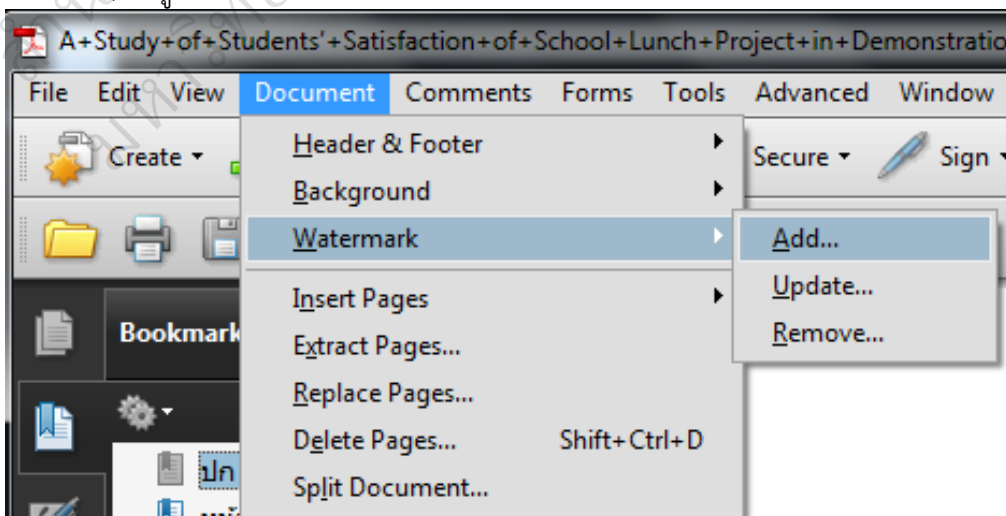 A+Study+of+Students'+Satisfaction+of+School+Lunch+Project+in+Demonstratio
File Edit View Document Comments Forms Tools Advanced Window
Create Secure Sign
Header & Footer
Background
Watermark
Add...
Update...
Remove...
Insert Pages
Extract Pages...
Replace Pages...
Delete Pages... Shift+Ctrl+D
Split Document...
Bookmark
ปก